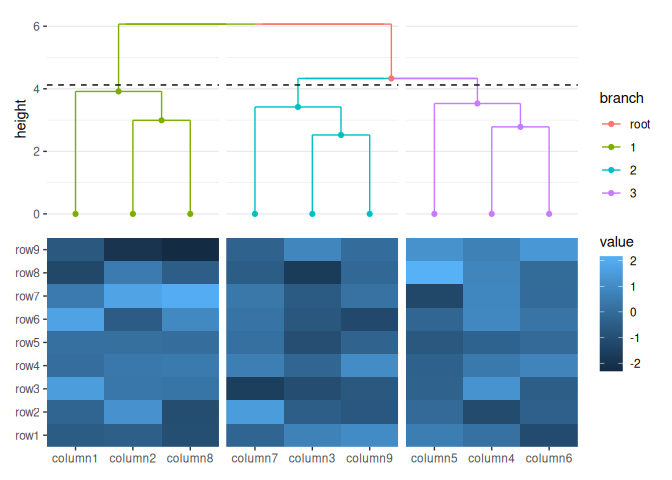 height
6
4
2
0
branch
root
1
2
3
row9
row8
row7
row6
row5
row4
row3
row2
row1
value
2
1
0
-1
-2
column1 column2 column8 column7 column3 column9 column5 column4 column6